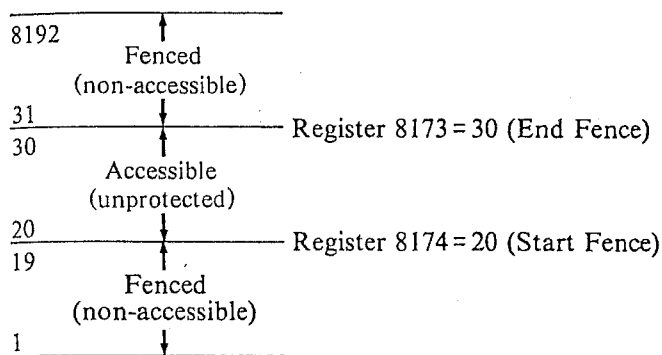 8192
Fenced
(non-accessible)
31
30
Register 8173 = 30 (End Fence)
Accessible
(unprotected)
20
19
Register 8174 = 20 (Start Fence)
Fenced
(non-accessible)
1